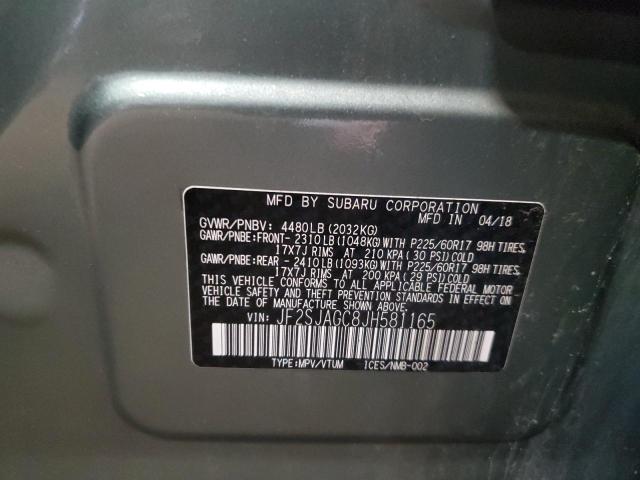 MFD BY SUBARU CORPORATION
MFD IN 04/18
GVWR/PNBV: 4480LB (2032KG)
GAWR/PNBE: FRONT- 2310LB (1048KG) WITH P225/60R17 98H TIRES,
17X7J RIMS AT 210 KPA (30 PSI) COLD
GAWR/PNBE: REAR - 2410LB (1093KG) WITH P225/60R17 98H TIRES,
17X7J RIMS AT 200 KPA (29 PSI) COLD
THIS VEHICLE CONFORMS TO ALL APPLICABLE FEDERAL MOTOR
VEHICLE SAFETY AND THEFT PREVENTION STANDARDS IN EFFECT
ON THE DATE OF MANUFACTURE SHOWN ABOVE.
VIN: JF2SJAGC8JH581165
TYPE:MPV/VTUM ICES/NMB-002